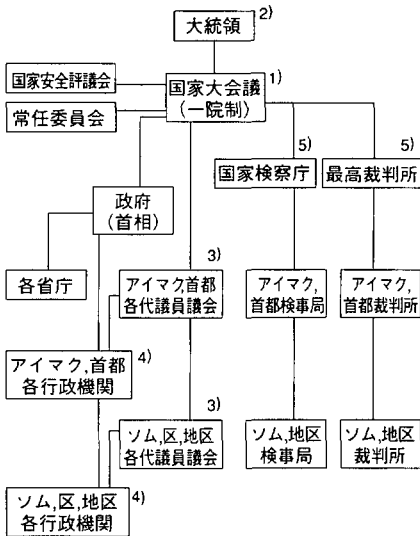 大統領 2)
国家安全評議会
国家大会議 1)
(一院制)
常任委員会
政府
(首相)
国家検察庁 5)
最高裁判所 5)
各省庁
アイマク,首都 3)
各代議員議会
アイマク,
首都検事局
アイマク,
首都裁判所
アイマク,首都 4)
各行政機関
ソム,区,地区 3)
各代議員議会
ソム,地区
検事局
ソム,地区
裁判所
ソム,区,地区 4)
各行政機関